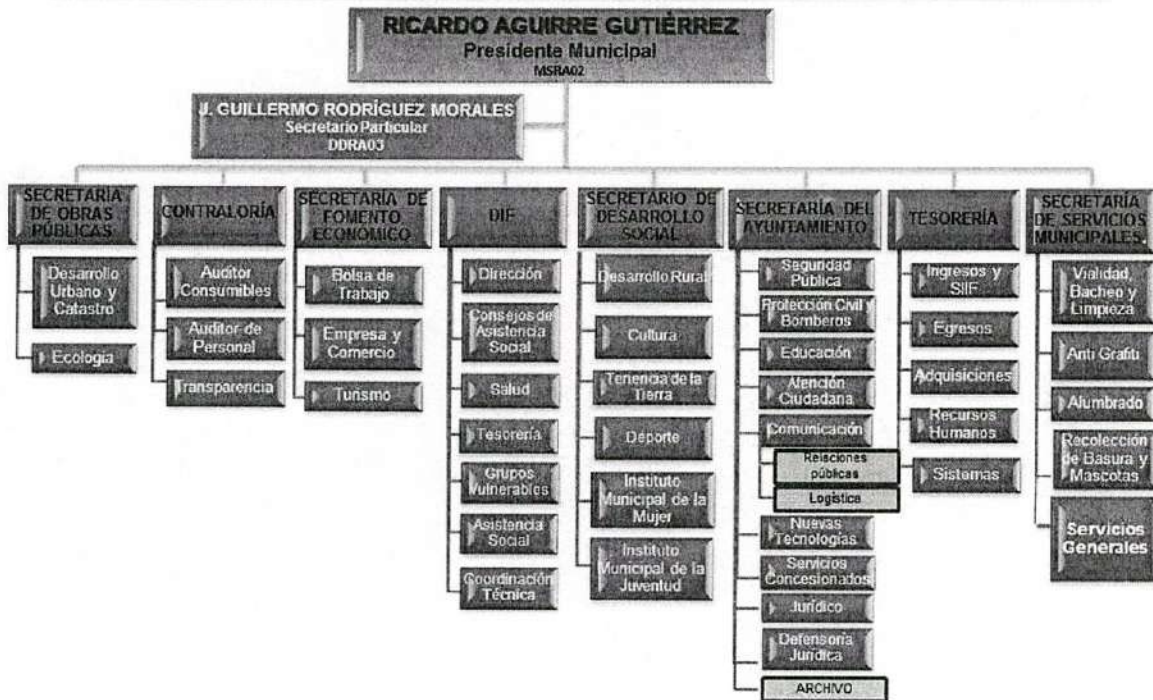 RICARDO AGUIRRE GUTIÉRREZ
Presidente Municipal
MSRA02
J. GUILLERMO RODRÍGUEZ MORALES
Secretario Particular
DDRA03
SECRETARÍA
DE OBRAS
PÚBLICAS
Desarrollo
Urbano y
Catastro
Ecología
CONTRALORÍA
Auditor
Consumibles
Auditor de
Personal
Transparencia
SECRETARÍA DE
FOMENTO
ECONÓMICO
Bolsa de
Trabajo
Empresa y
Comercio
Turismo
DIF
Dirección
Consejos de
Asistencia
Social
Salud
Tesorería
Grupos
Vulnerables
Asistencia
Social
Coordinación
Técnica
SECRETARIO DE
DESARROLLO
SOCIAL
Desarrollo Rural
Cultura
Tenencia de la
Tierra
Deporte
Instituto
Municipal de la
Mujer
Instituto
Municipal de la
Juventud
SECRETARÍA DEL
AYUNTAMIENTO
Seguridad
Pública
Protección Civil y
Bomberos
Educación
Atención
Ciudadana
Comunicación
Relaciones
públicas
Logística
Nuevas
Tecnologías
Servicios
Concesionados
Jurídico
Defensoría
Jurídica
ARCHIVO
TESORERÍA
Ingresos y
SIIF
Egresos
Adquisiciones
Recursos
Humanos
Sistemas
SECRETARÍA
DE SERVICIOS
MUNICIPALES.
Vialidad,
Bacheo y
Limpieza
Anti Grafiti
Alumbrado
Recolección
de Basura y
Mascotas
Servicios
Generales